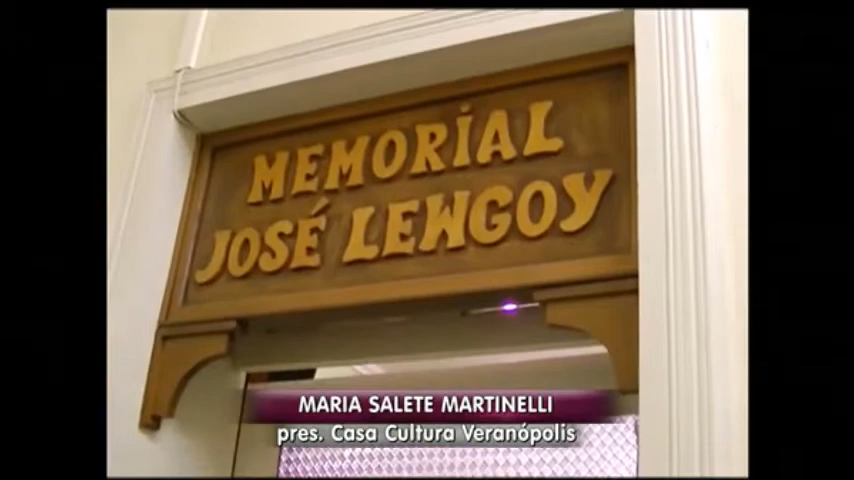 MEMORIAL
JOSÉ LEWGOY
MARIA SALETE MARTINELLI
pres. Casa Cultura Veranópolis